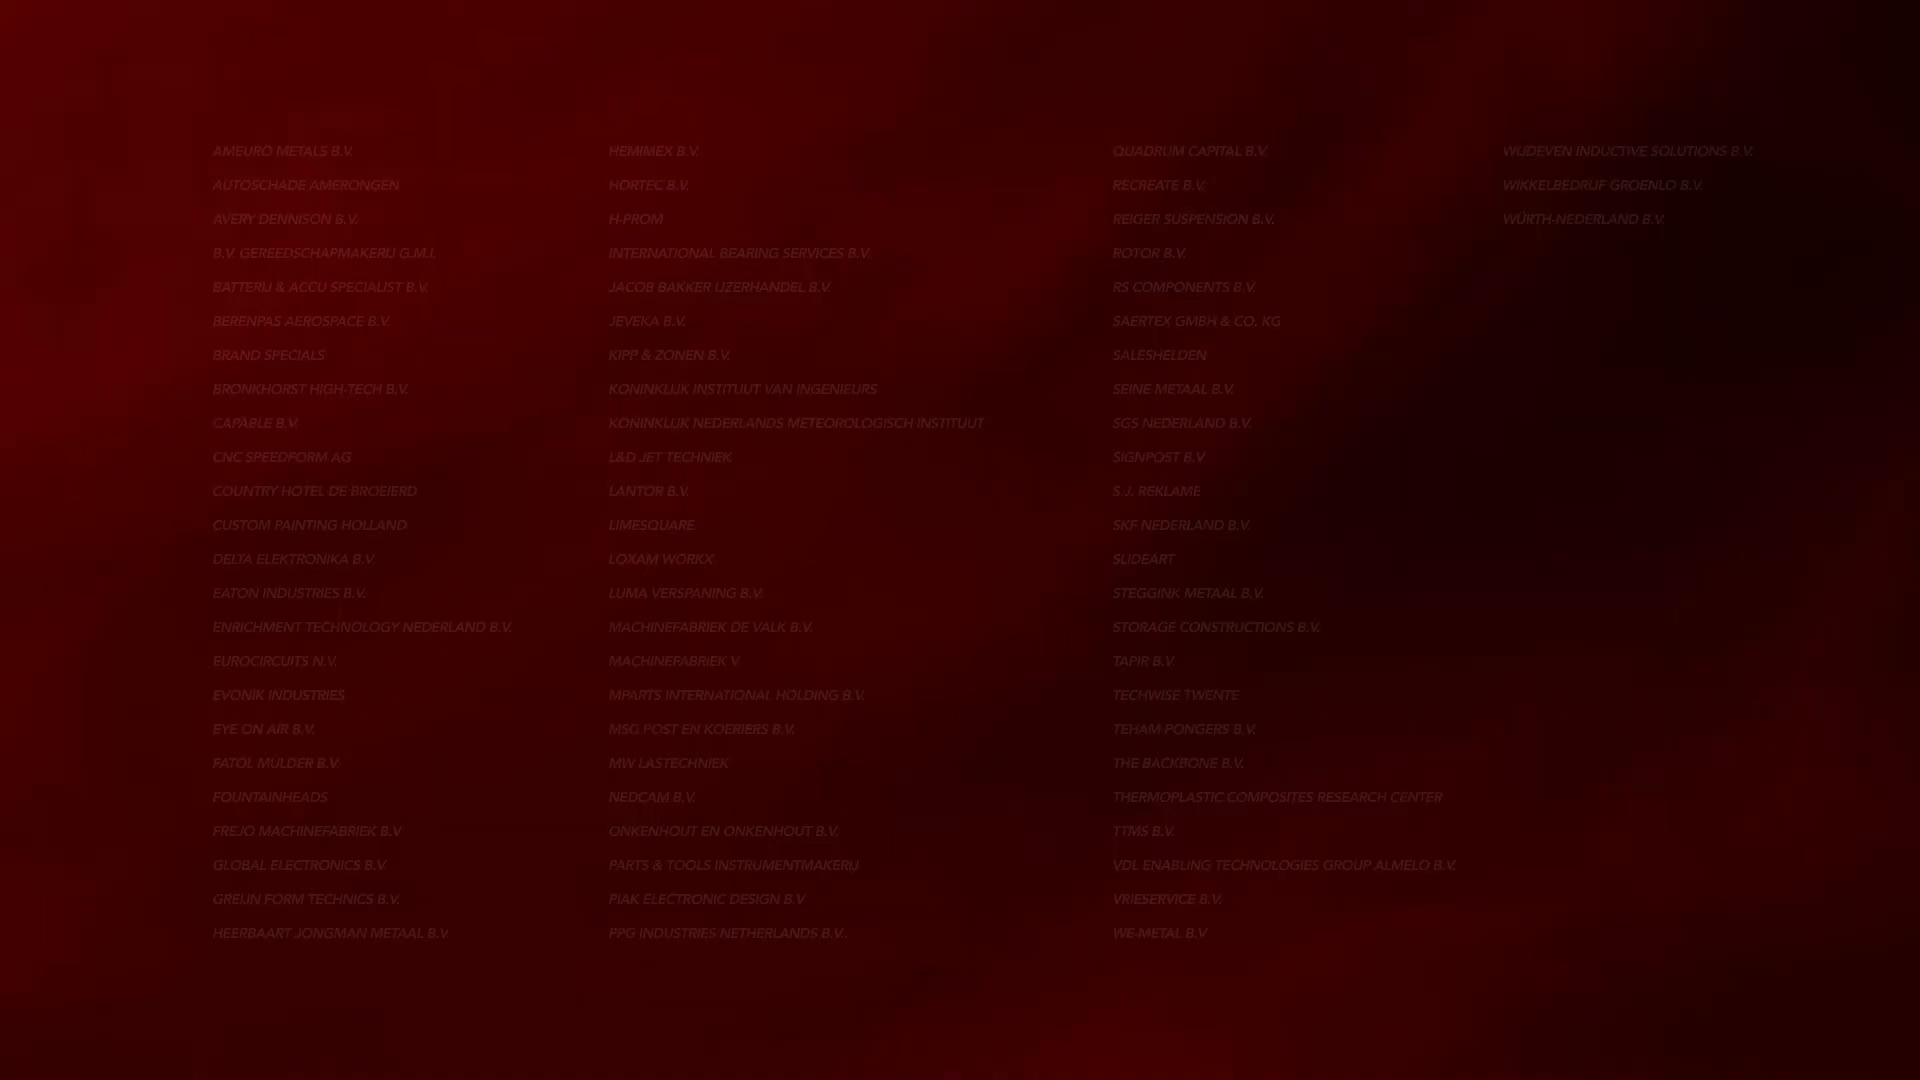 AMEURO METALS B.V.
AUTOSCHADE AMERONGEN
AVERY DENNISON B.V.
B.V. GEREEDSCHAPMAKERIJ G.M.I.
BATTERIJ & ACCU SPECIALIST B.V.
BERENPAS AEROSPACE B.V.
BRAND SPECIALS
BRONKHORST HIGH-TECH B.V.
CAPABLE B.V.
CNC SPEEDFORM AG
COUNTRY HOTEL DE BROEIERD
CUSTOM PAINTING HOLLAND
DELTA ELEKTRONIKA B.V.
EATON INDUSTRIES B.V.
ENRICHMENT TECHNOLOGY NEDERLAND B.V.
EUROCIRCUITS N.V.
EVONIK INDUSTRIES
EYE ON AIR B.V.
FATOL MULDER B.V.
FOUNTAINHEADS
FREJO MACHINEFABRIEK B.V
GLOBAL ELECTRONICS B.V.
GREIJN FORM TECHNICS B.V.
HEERBAART JONGMAN METAAL B.V.
HEMIMEX B.V.
HORTEC B.V.
H-PROM
INTERNATIONAL BEARING SERVICES B.V.
JACOB BAKKER IJZERHANDEL B.V.
JEVEKA B.V.
KIPP & ZONEN B.V.
KONINKLIJK INSTITUUT VAN INGENIEURS
KONINKLIJK NEDERLANDS METEOROLOGISCH INSTITUUT
L&D JET TECHNIEK
LANTOR B.V.
LIMESQUARE
LOXAM WORKX
LUMA VERSPANING B.V.
MACHINEFABRIEK DE VALK B.V.
MACHINEFABRIEK V
MPARTS INTERNATIONAL HOLDING B.V.
MSG POST EN KOERIERS B.V.
MW LASTECHNIEK
NEDCAM B.V.
ONKENHOUT EN ONKENHOUT B.V.
PARTS & TOOLS INSTRUMENTMAKERIJ
PIAK ELECTRONIC DESIGN B.V
PPG INDUSTRIES NETHERLANDS B.V..
QUADRUM CAPITAL B.V.
RECREATE B.V.
REIGER SUSPENSION B.V.
ROTOR B.V.
RS COMPONENTS B.V.
SAERTEX GMBH & CO. KG
SALESHELDEN
SEINE METAAL B.V.
SGS NEDERLAND B.V.
SIGNPOST B.V
S.J. REKLAME
SKF NEDERLAND B.V.
SLIDEART
STEGGINK METAAL B.V.
STORAGE CONSTRUCTIONS B.V.
TAPIR B.V.
TECHWISE TWENTE
TEHAM PONGERS B.V.
THE BACKBONE B.V.
THERMOPLASTIC COMPOSITES RESEARCH CENTER
TTMS B.V.
VDL ENABLING TECHNOLOGIES GROUP ALMELO B.V.
VRIESERVICE B.V.
WE-METAL B.V
WIJDEVEN INDUCTIVE SOLUTIONS B.V.
WIKKELBEDRIJF GROENLO B.V.
WÜRTH-NEDERLAND B.V.